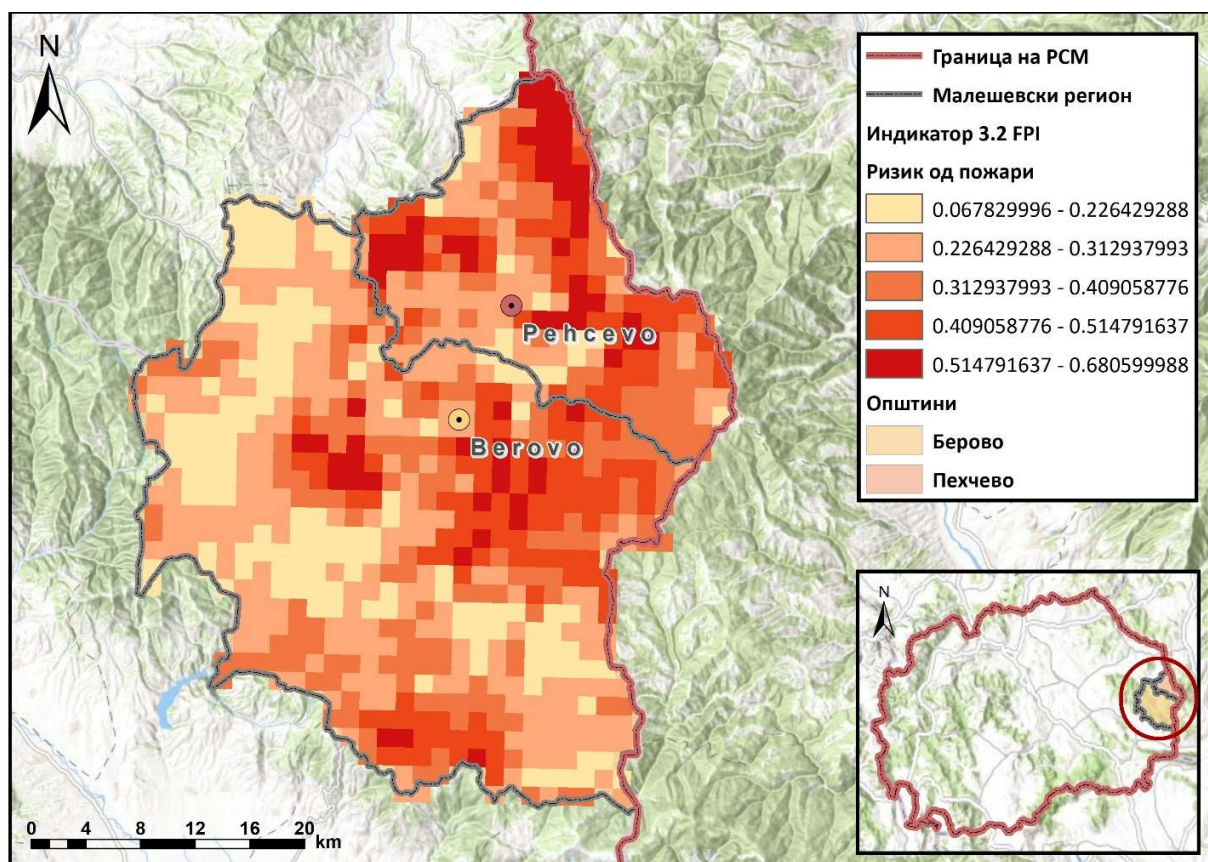 N
Pehcevo
Berovo
0 4 8 12 16 20
km
Граница на РСМ
Малешевски регион
Индикатор 3.2 FPI
Ризик од пожари
0.067829996 - 0.226429288
0.226429288 - 0.312937993
0.312937993 - 0.409058776
0.409058776 - 0.514791637
0.514791637 - 0.680599988
Општини
Берово
Пехчево
N